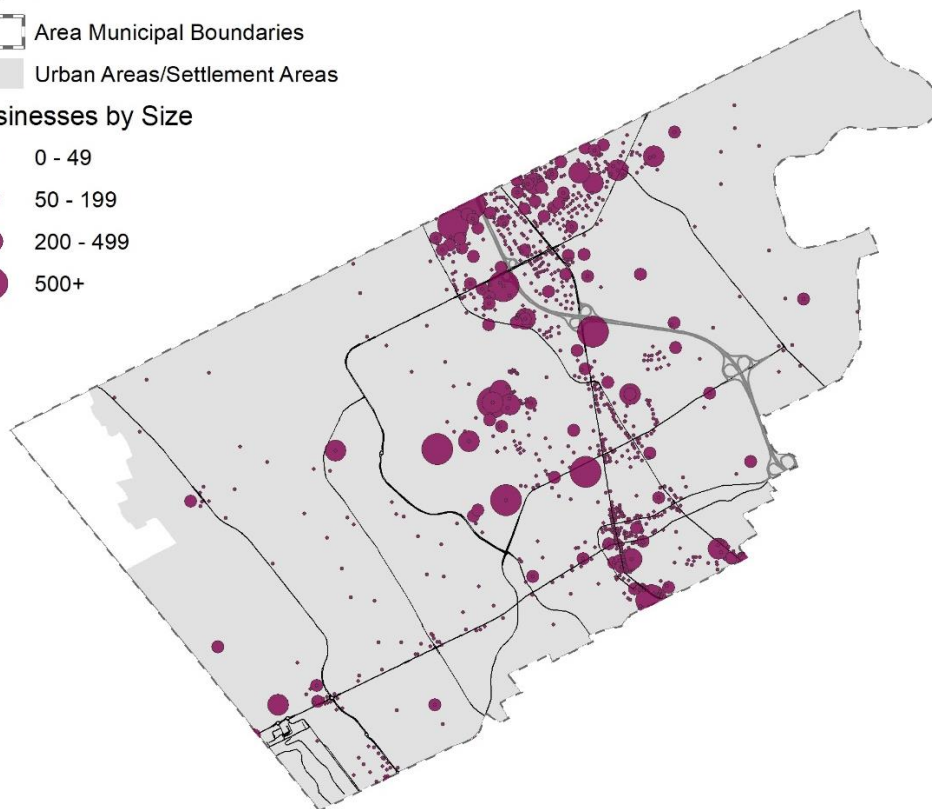 Area Municipal Boundaries
Urban Areas/Settlement Areas
sinesses by Size
0 - 49
50 - 199
200 - 499
500+